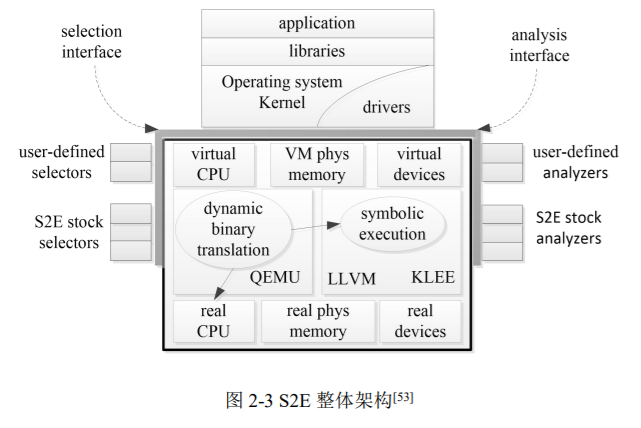 selection
interface
application
libraries
Operating system
Kernel
drivers
analysis
interface
user-defined
selectors
S2E stock
selectors
virtual
CPU
VM phys
memory
virtual
devices
dynamic
binary
translation
symbolic
execution
QEMU
LLVM
KLEE
real
CPU
real phys
memory
real
devices
user-defined
analyzers
S2E stock
analyzers
图 2-3 S2E 整体架构[53]